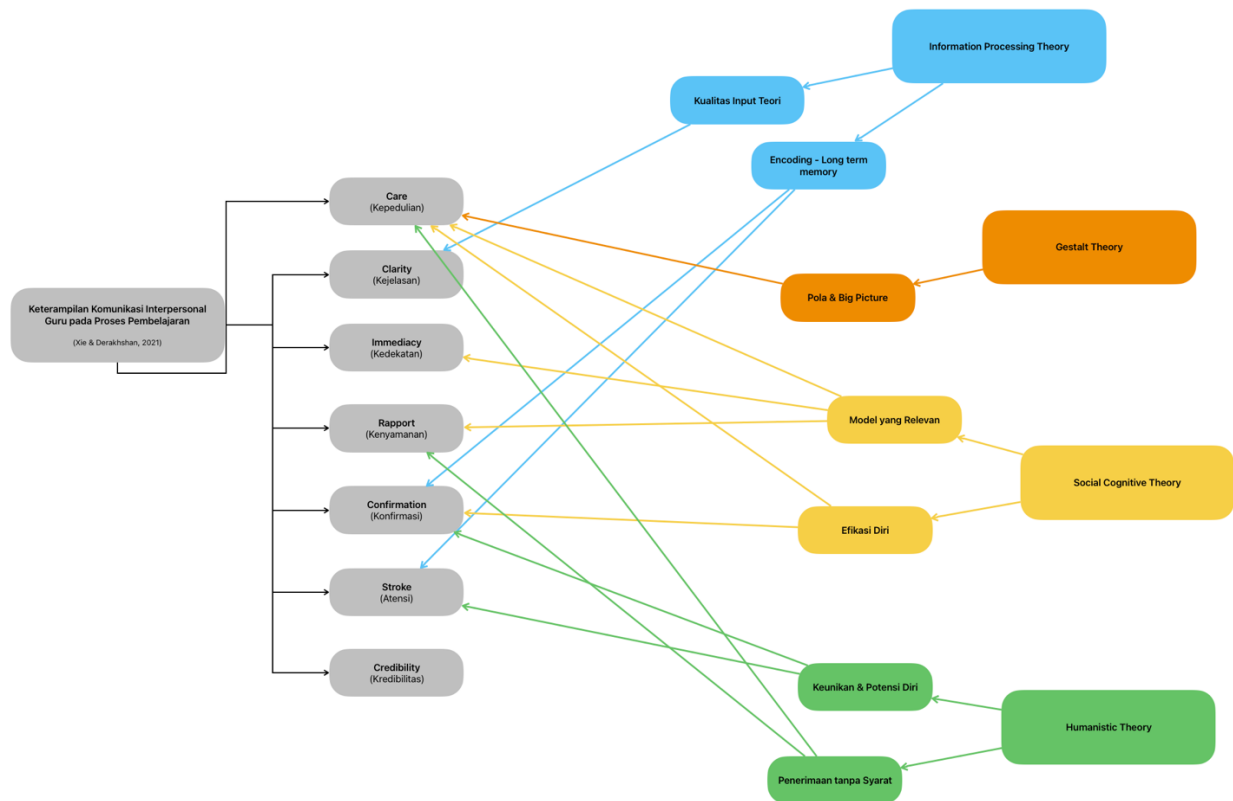 Information Processing Theory
Kualitas Input Teori
Encoding - Long term
memory
Care
(Kepedulian)
Gestalt Theory
Clarity
(Kejelasan)
Pola & Big Picture
Keterampilan Komunikasi Interpersonal
Guru pada Proses Pembelajaran
(Xie & Derakhshan, 2021)
Immediacy
(Kedekatan)
Rapport
(Kenyamanan)
Model yang Relevan
Social Cognitive Theory
Confirmation
(Konfirmasi)
Efikasi Diri
Stroke
(Atensi)
Credibility
(Kredibilitas)
Keunikan & Potensi Diri
Humanistic Theory
Penerimaan tanpa Syarat